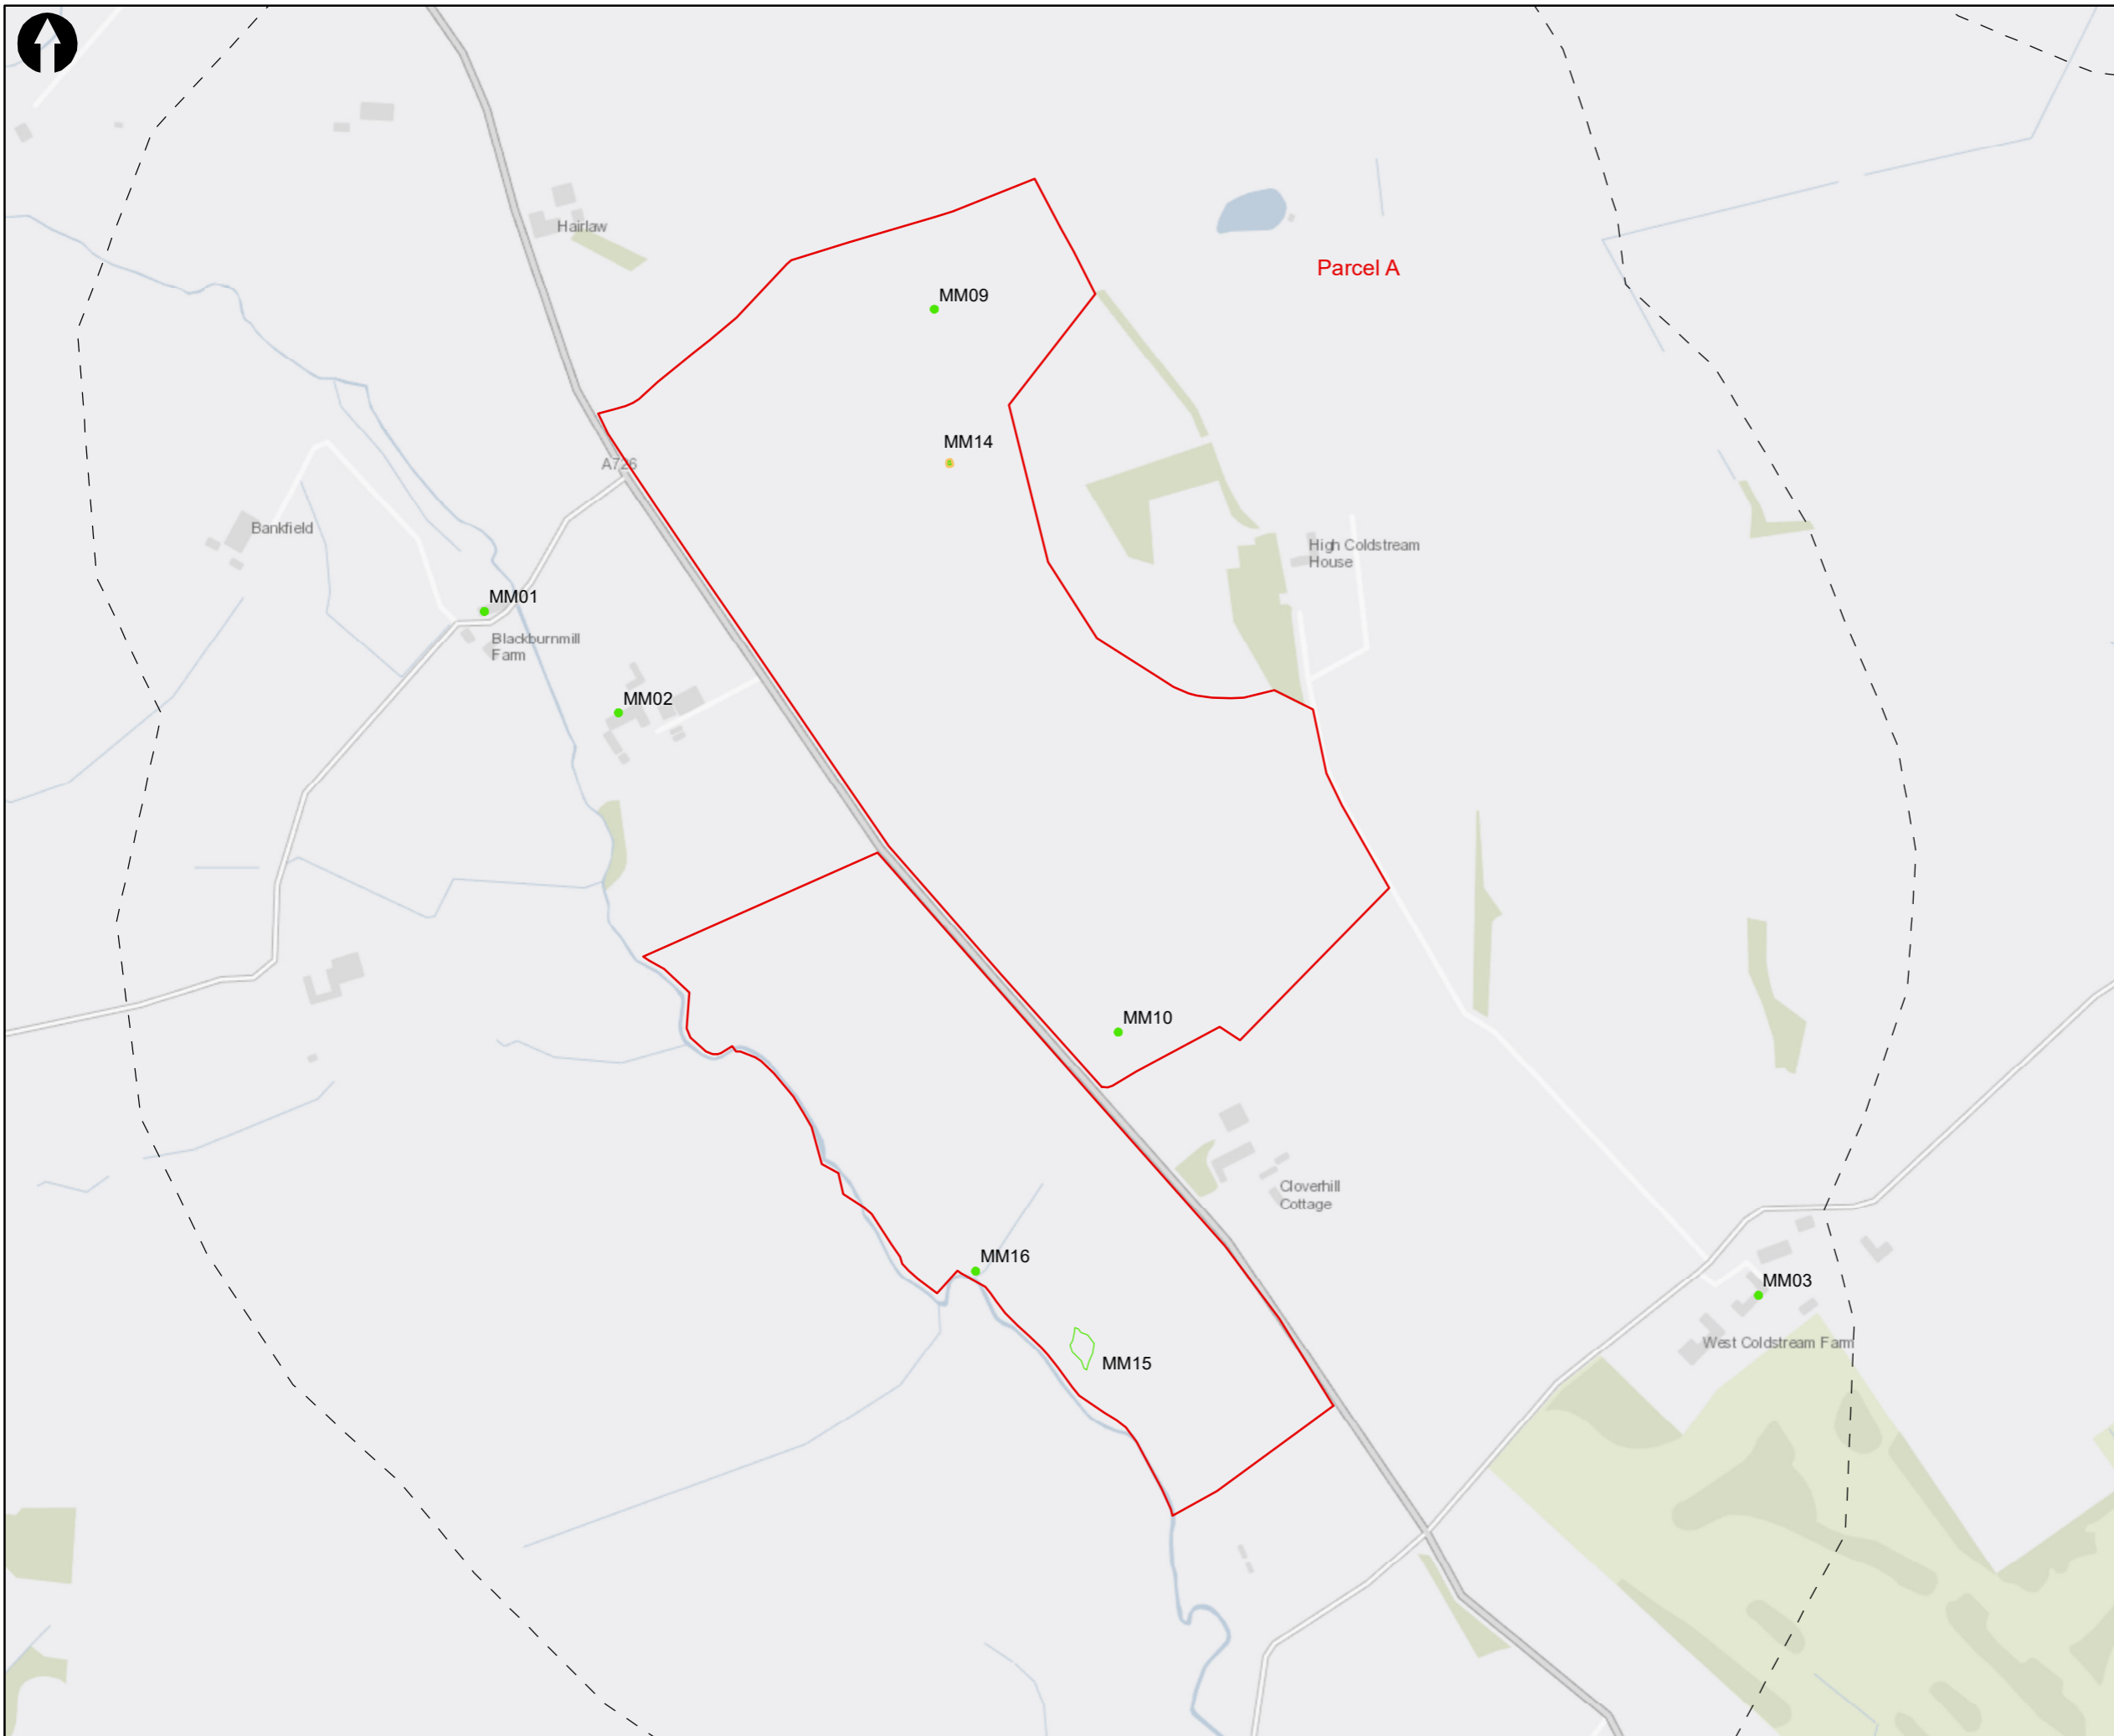 Hairlaw
Parcel A
MM09
MM14
A726
Bankfield
High Coldstream
House
MM01
Blackburnmill
Farm
MM02
MM10
Cloverhill
Cottage
MM16
MM03
West Coldstream Farm
MM15